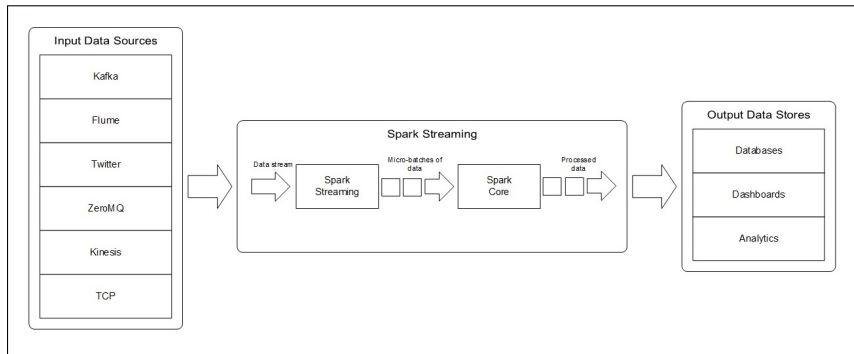 Input Data Sources
Kafka
Flume
Twitter
ZeroMQ
Kinesis
TCP
Spark Streaming
Data stream
Spark
Streaming
Micro-batches of
data
Spark
Core
Processed
data
Output Data Stores
Databases
Dashboards
Analytics